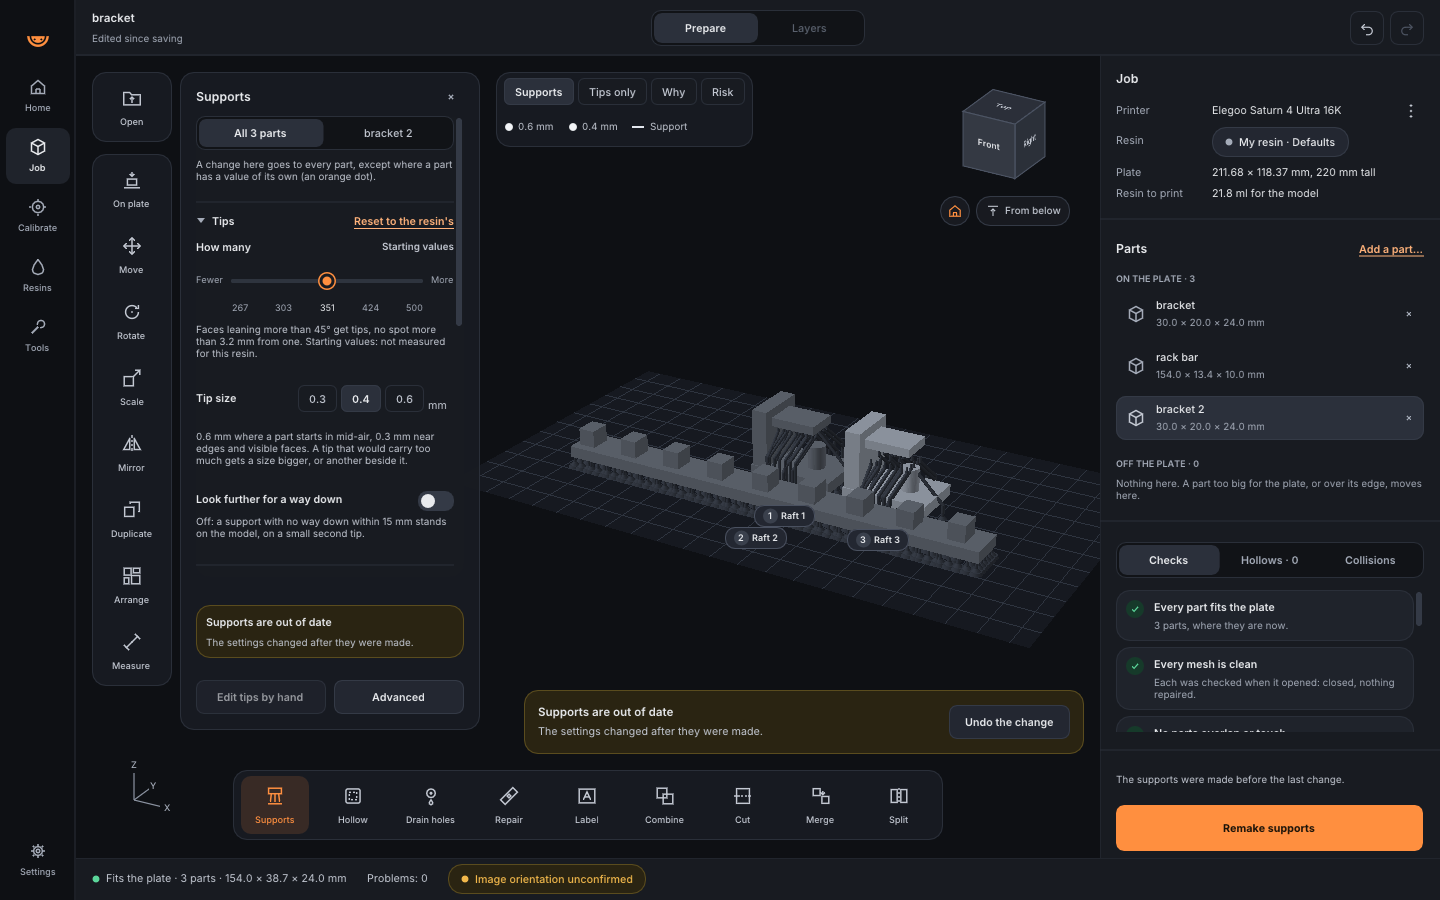 bracket
Edited since saving
Prepare
Layers
Home
Job
Calibrate
Resins
Tools
Settings
Open
On plate
Move
Rotate
Scale
Mirror
Duplicate
Arrange
Measure
Supports
×
All 3 parts
bracket 2
A change here goes to every part, except where a part
has a value of its own (an orange dot).
Tips
Reset to the resin's
How many
Starting values
Fewer
More
267 303 351 424 500
Faces leaning more than 45° get tips, no spot more
than 3.2 mm from one. Starting values: not measured
for this resin.
Tip size
0.3 0.4 0.6 mm
0.6 mm where a part starts in mid-air, 0.3 mm near
edges and visible faces. A tip that would carry too
much gets a size bigger, or another beside it.
Look further for a way down
Off: a support with no way down within 15 mm stands
on the model, on a small second tip.
Supports are out of date
The settings changed after they were made.
Edit tips by hand
Advanced
Supports
Tips only
Why
Risk
0.6 mm
0.4 mm
Support
Top
Front
Right
From below
1 Raft 1
2 Raft 2
3 Raft 3
Supports are out of date
The settings changed after they were made.
Undo the change
Z
Y
X
Supports
Hollow
Drain holes
Repair
Label
Combine
Cut
Merge
Split
Job
Printer Elegoo Saturn 4 Ultra 16K
Resin My resin · Defaults
Plate 211.68 × 118.37 mm, 220 mm tall
Resin to print 21.8 ml for the model
Parts
Add a part...
ON THE PLATE · 3
bracket
30.0 × 20.0 × 24.0 mm
×
rack bar
154.0 × 13.4 × 10.0 mm
×
bracket 2
30.0 × 20.0 × 24.0 mm
×
OFF THE PLATE · 0
Nothing here. A part too big for the plate, or over its edge, moves
here.
Checks
Hollows · 0
Collisions
Every part fits the plate
3 parts, where they are now.
Every mesh is clean
Each was checked when it opened: closed, nothing
repaired.
No parts overlap or touch
The supports were made before the last change.
Remake supports
Fits the plate · 3 parts · 154.0 × 38.7 × 24.0 mm
Problems: 0
Image orientation unconfirmed